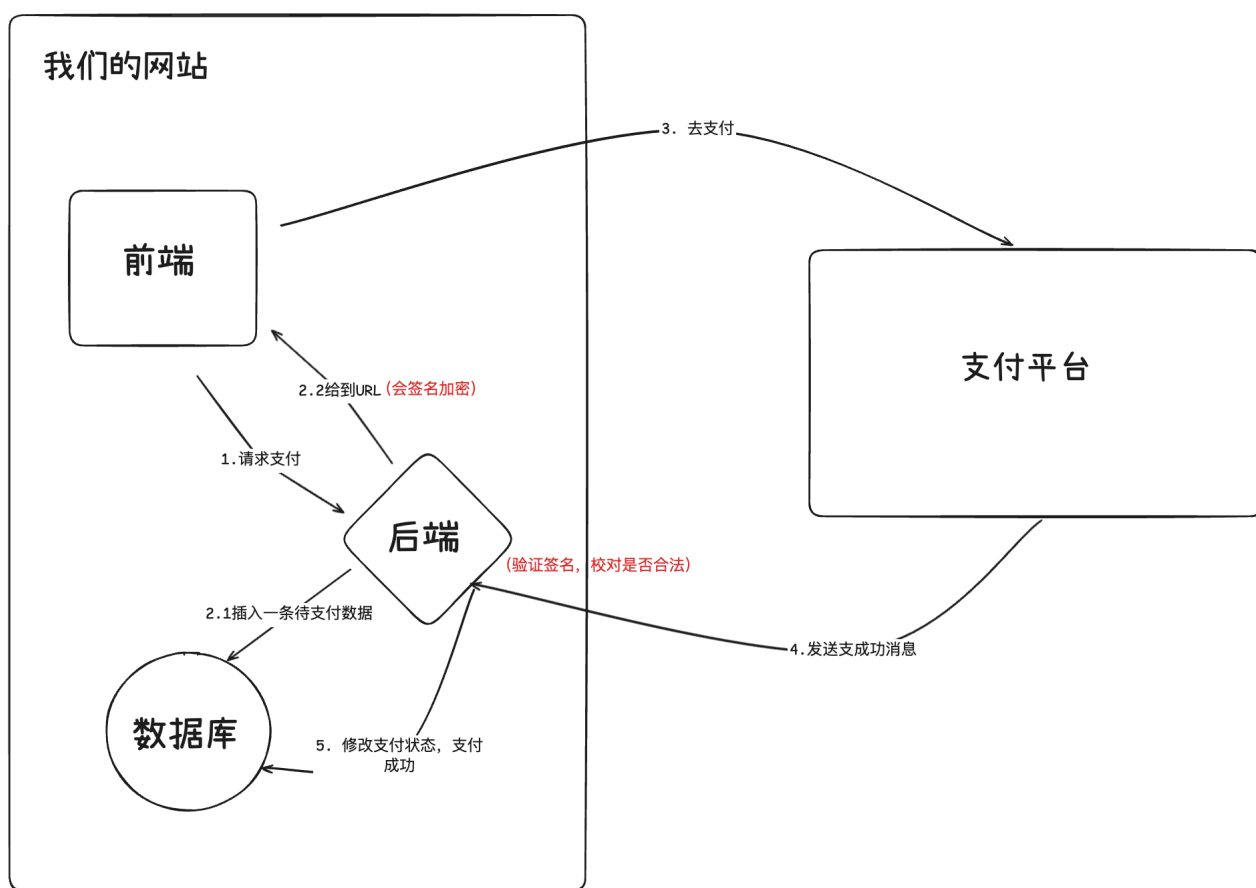 我们的网站
3. 去支付
前端
支付平台
2.2给到URL(会签名加密)
1.请求支付
后端
(验证签名, 校对是否合法)
2.1插入一条待支付数据
4.发送支成功消息
数据库
5. 修改支付状态, 支付
成功